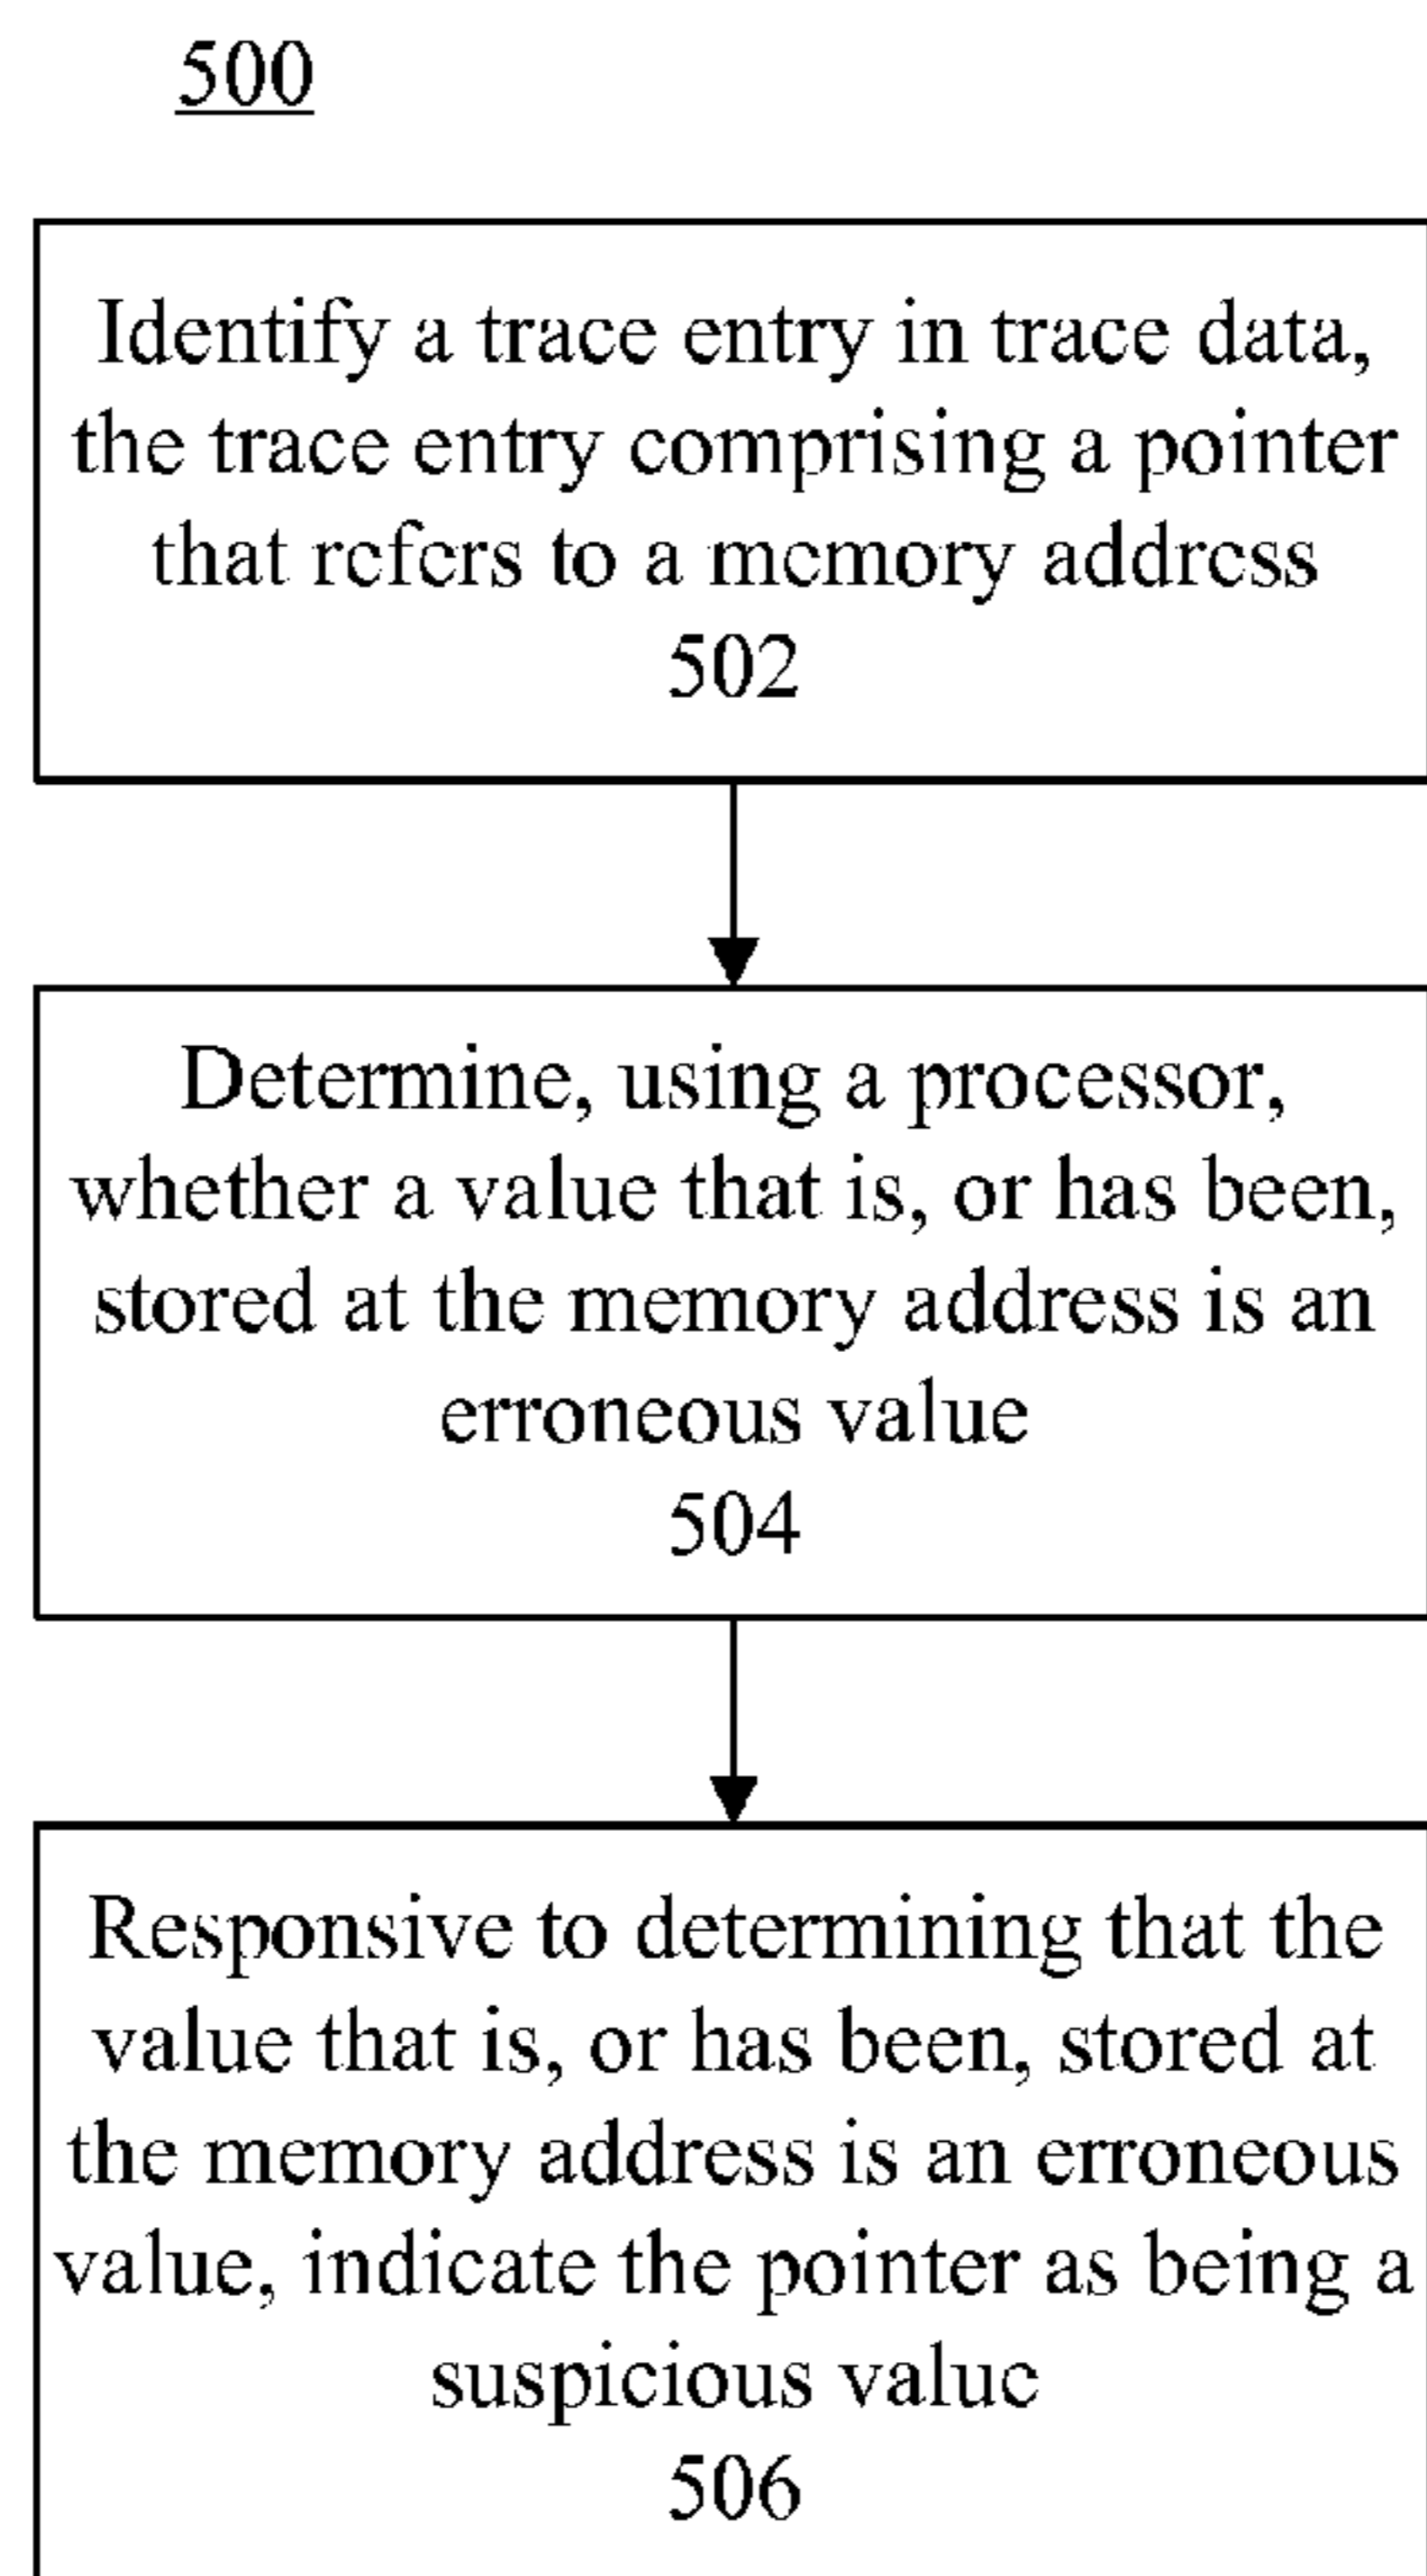 500
Identify a trace entry in trace data,
the trace entry comprising a pointer
that refers to a memory address
502
Determine, using a processor,
whether a value that is, or has been,
stored at the memory address is an
erroneous value
504
Responsive to determining that the
value that is, or has been, stored at
the memory address is an erroneous
value, indicate the pointer as being a
suspicious value
506